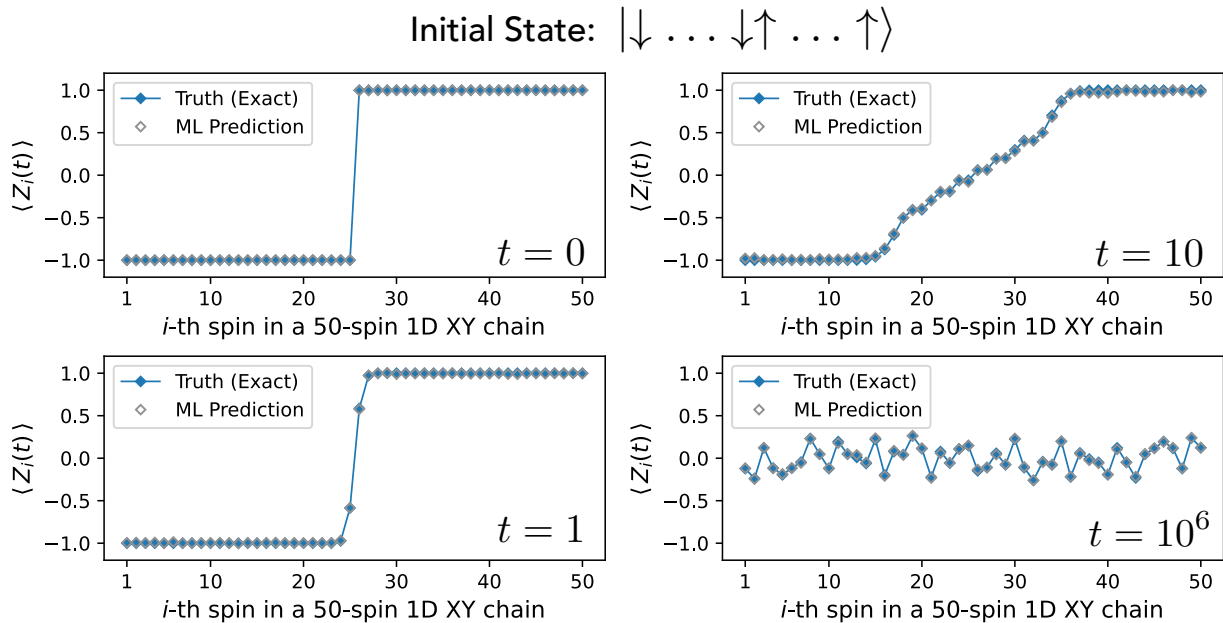 Initial State: |↓ ... ↓↑ ... ↑⟩
Truth (Exact)
ML Prediction
⟨Z_i(t)⟩
1.0
0.5
0.0
−0.5
−1.0
t = 0
1 10 20 30 40 50
i-th spin in a 50-spin 1D XY chain
Truth (Exact)
ML Prediction
⟨Z_i(t)⟩
1.0
0.5
0.0
−0.5
−1.0
t = 10
1 10 20 30 40 50
i-th spin in a 50-spin 1D XY chain
Truth (Exact)
ML Prediction
⟨Z_i(t)⟩
1.0
0.5
0.0
−0.5
−1.0
t = 1
1 10 20 30 40 50
i-th spin in a 50-spin 1D XY chain
Truth (Exact)
ML Prediction
⟨Z_i(t)⟩
1.0
0.5
0.0
−0.5
−1.0
t = 10⁶
1 10 20 30 40 50
i-th spin in a 50-spin 1D XY chain